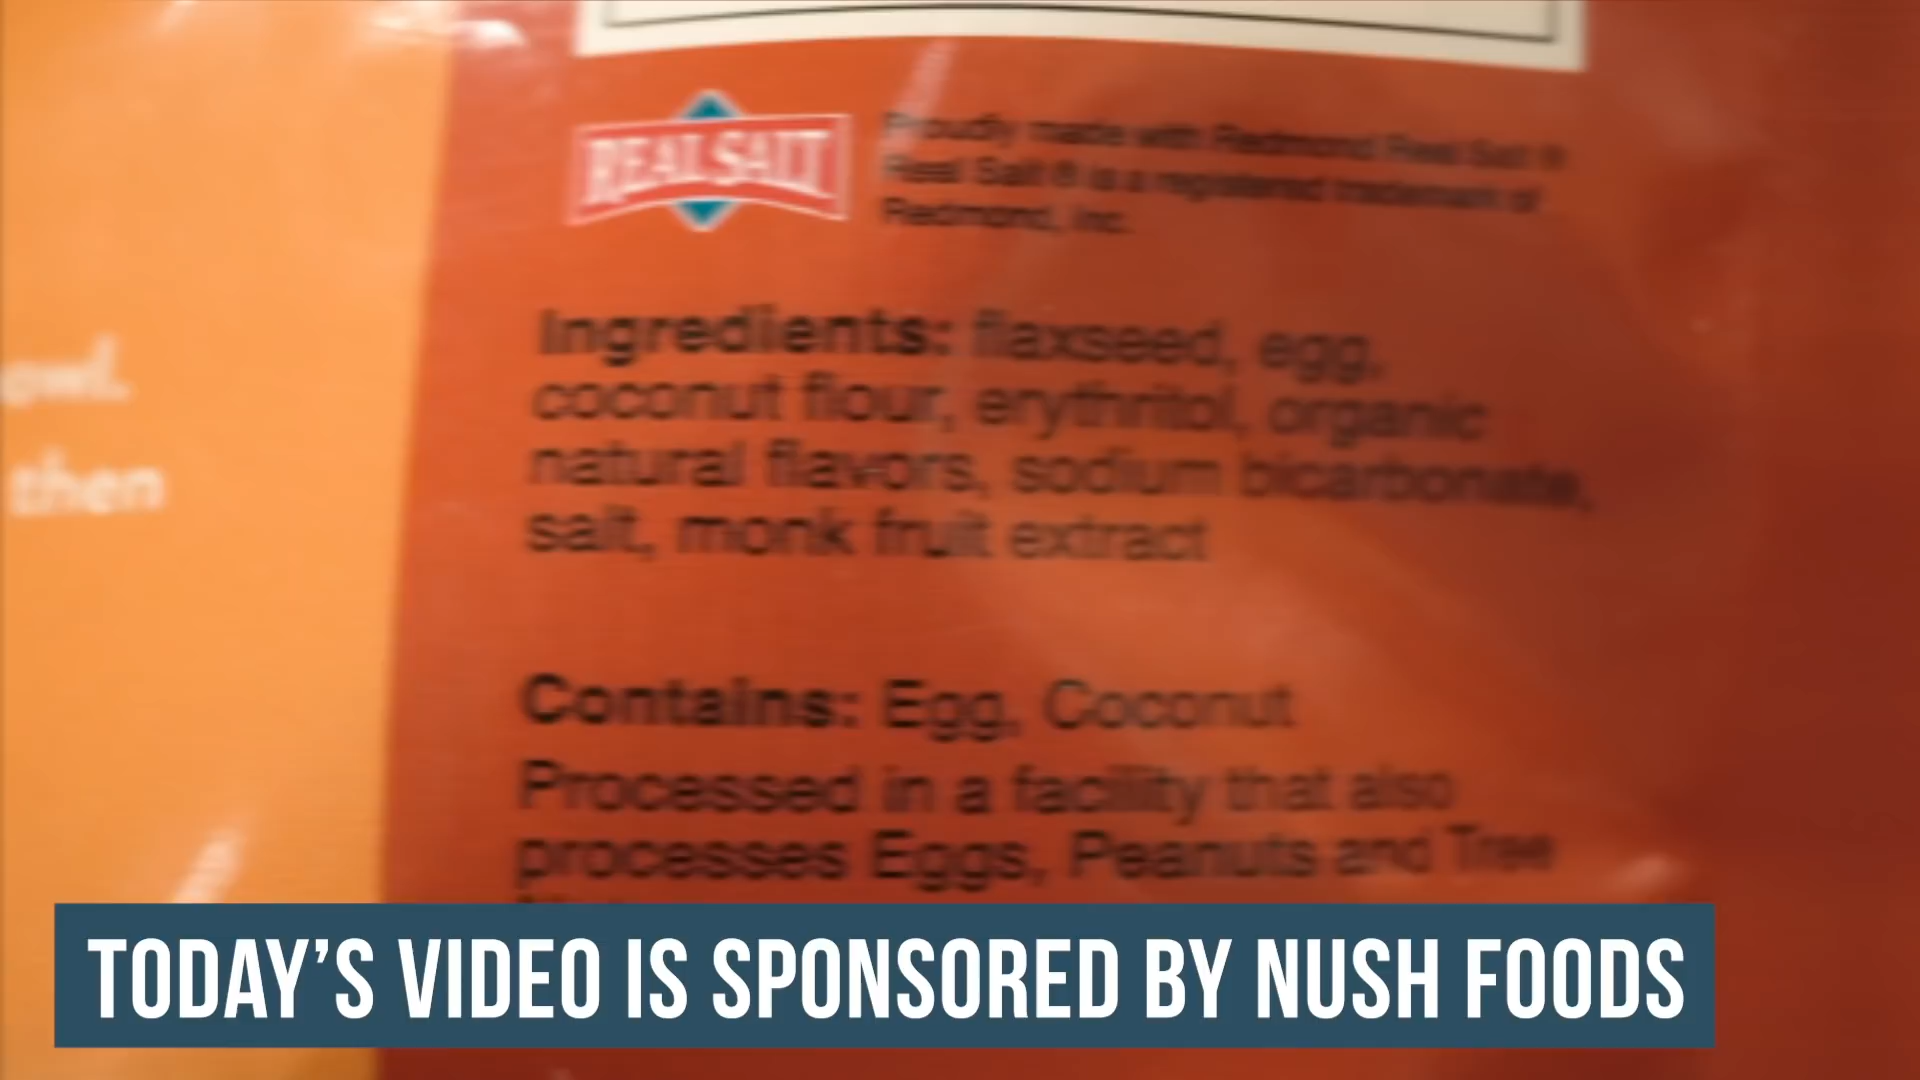 REAL SALT
Proudly made with Redmond Real Salt ®
Real Salt ® is a registered trademark of
Redmond, Inc.
Ingredients: flaxseed, egg,
coconut flour, erythritol, organic
natural flavors, sodium bicarbonate,
salt, monk fruit extract
owl.
then
Contains: Egg, Coconut
Processed in a facility that also
processes Eggs, Peanuts and Tree
TODAY’S VIDEO IS SPONSORED BY NUSH FOODS